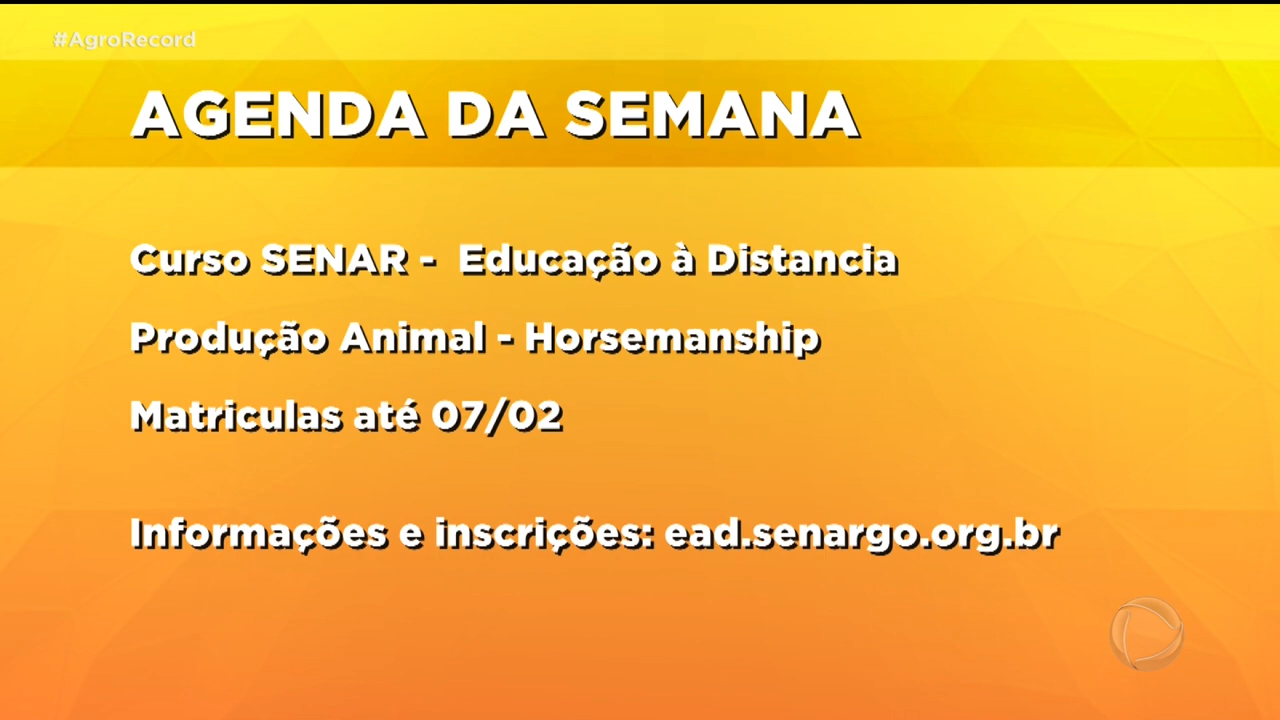 #AgroRecord
AGENDA DA SEMANA
Curso SENAR - Educação à Distancia
Produção Animal - Horsemanship
Matriculas até 07/02
Informações e inscrições: ead.senargo.org.br